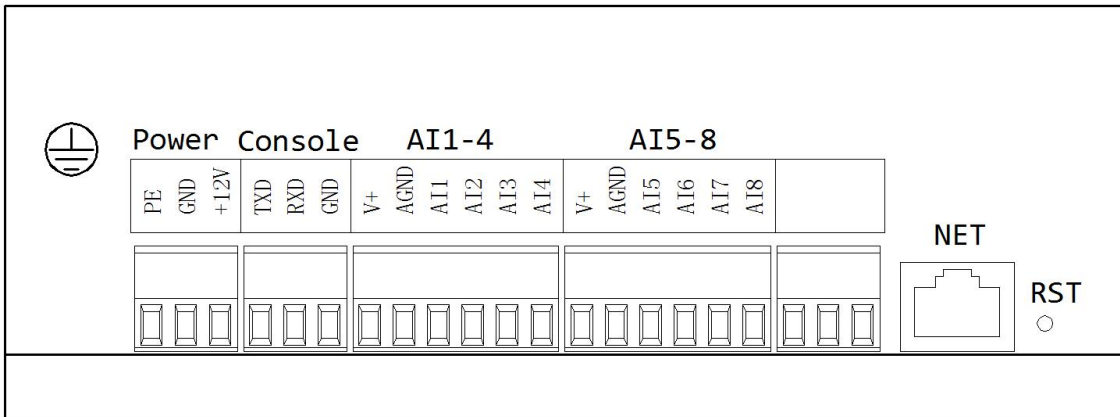 Power Console AI1-4 AI5-8
PE GND +12V TXD RXD GND V+ AGND AI1 AI2 AI3 AI4 V+ AGND AI5 AI6 AI7 AI8
NET
RST